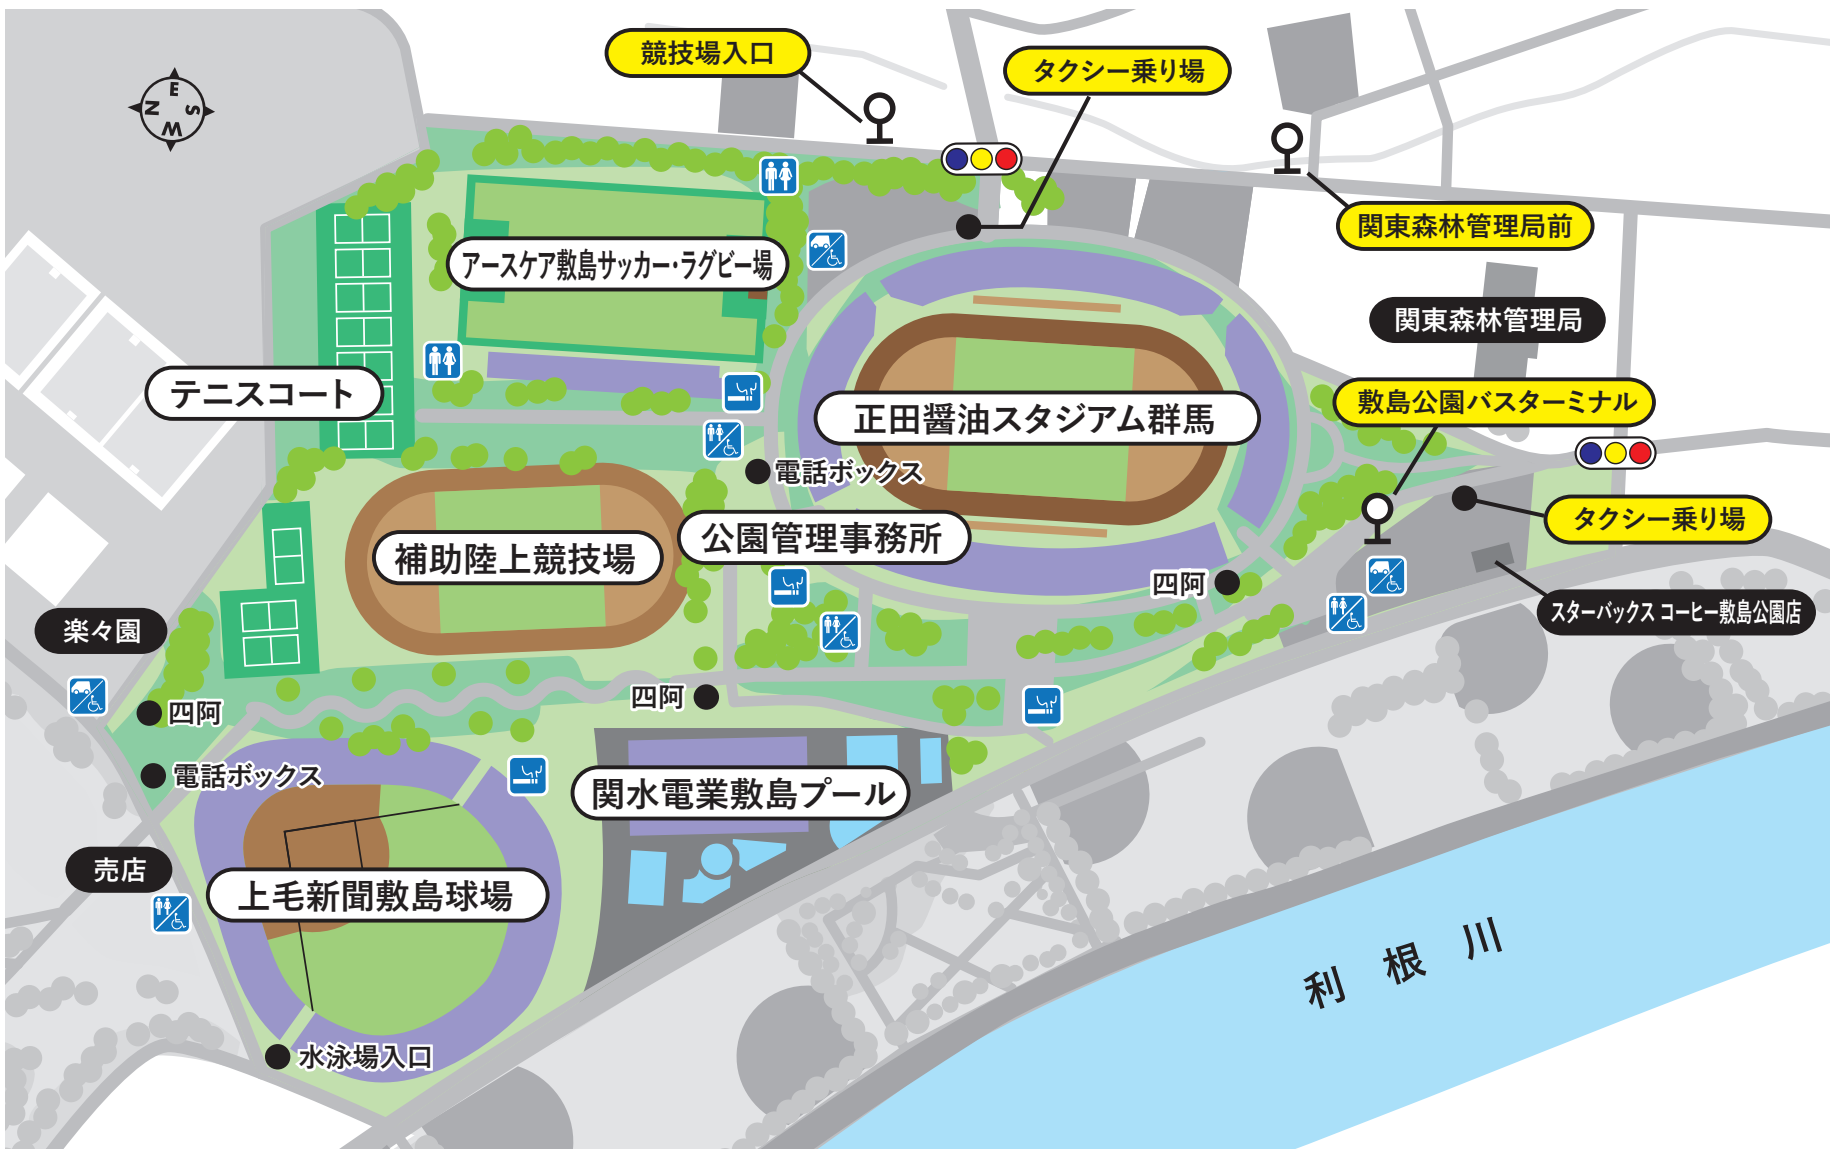 競技場入口
タクシー乗り場
E
N
S
W
関東森林管理局前
アースケア敷島サッカー・ラグビー場
関東森林管理局
テニスコート
敷島公園バスターミナル
正田醤油スタジアム群馬
電話ボックス
タクシー乗り場
公園管理事務所
補助陸上競技場
四阿
スターバックス コーヒー敷島公園店
楽々園
四阿
四阿
電話ボックス
関水電業敷島プール
売店
上毛新聞敷島球場
利根川
水泳場入口